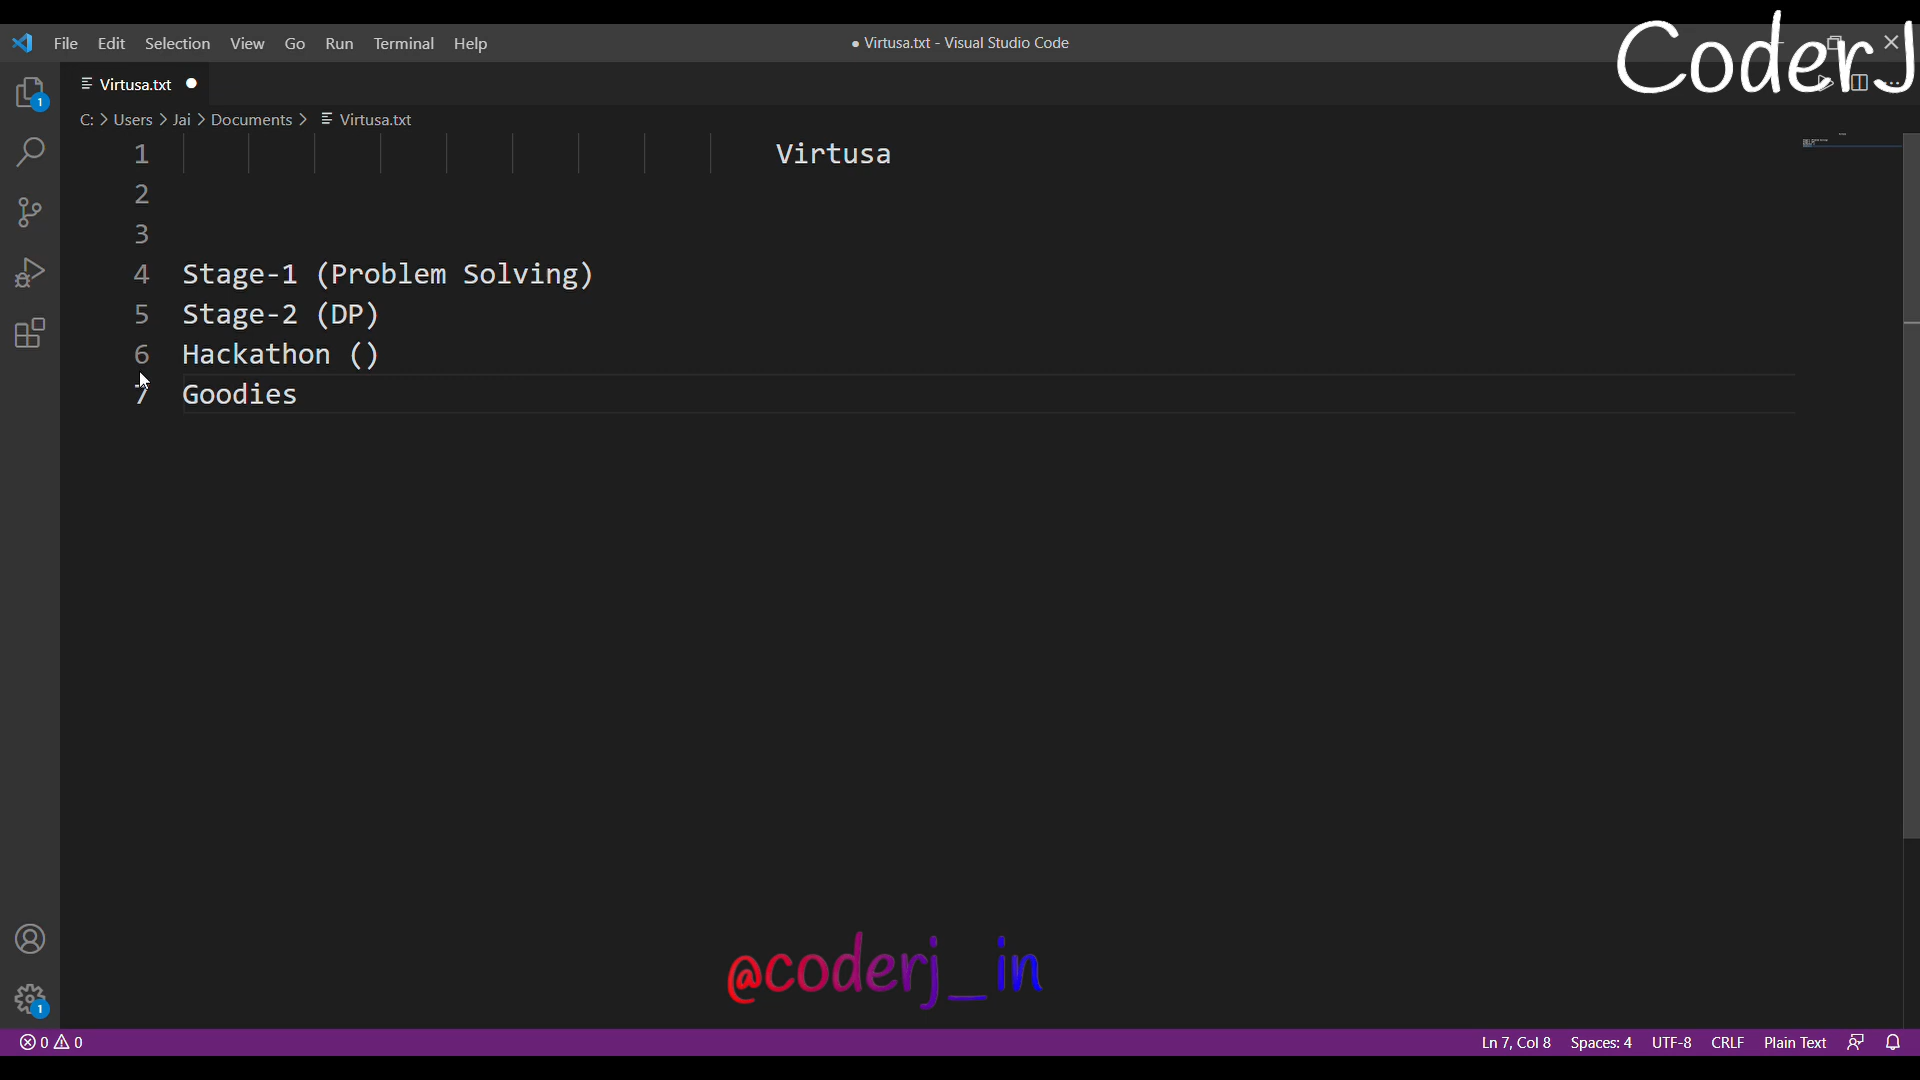 File Edit Selection View Go Run Terminal Help
● Virtusa.txt - Visual Studio Code
CoderJ
Virtusa.txt ●
C: > Users > Jai > Documents > Virtusa.txt
1 Virtusa
2
3
4 Stage-1 (Problem Solving)
5 Stage-2 (DP)
6 Hackathon ()
7 Goodies
1
1
@coderj_in
0 0
Ln 7, Col 8 Spaces: 4 UTF-8 CRLF Plain Text